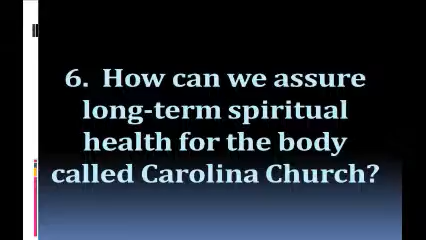 6. How can we assure
long-term spiritual
health for the body
called Carolina Church?